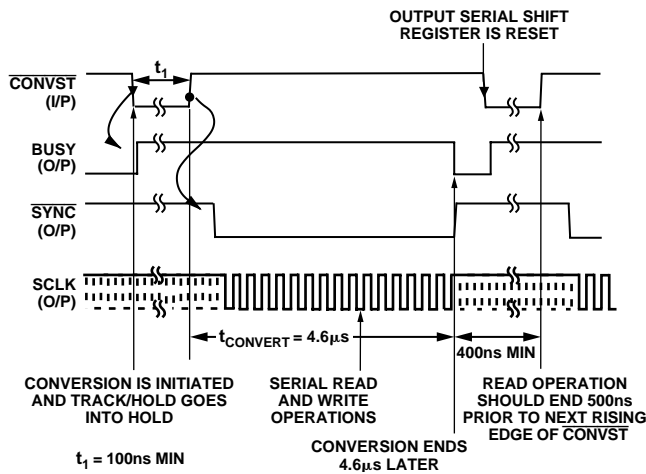 OUTPUT SERIAL SHIFT
REGISTER IS RESET
t1
CONVST
(I/P)
BUSY
(O/P)
SYNC
(O/P)
SCLK
(O/P)
tCONVERT = 4.6μs
400ns MIN
CONVERSION IS INITIATED
AND TRACK/HOLD GOES
INTO HOLD
SERIAL READ
AND WRITE
OPERATIONS
READ OPERATION
SHOULD END 500ns
PRIOR TO NEXT RISING
EDGE OF CONVST
t1 = 100ns MIN
CONVERSION ENDS
4.6μs LATER